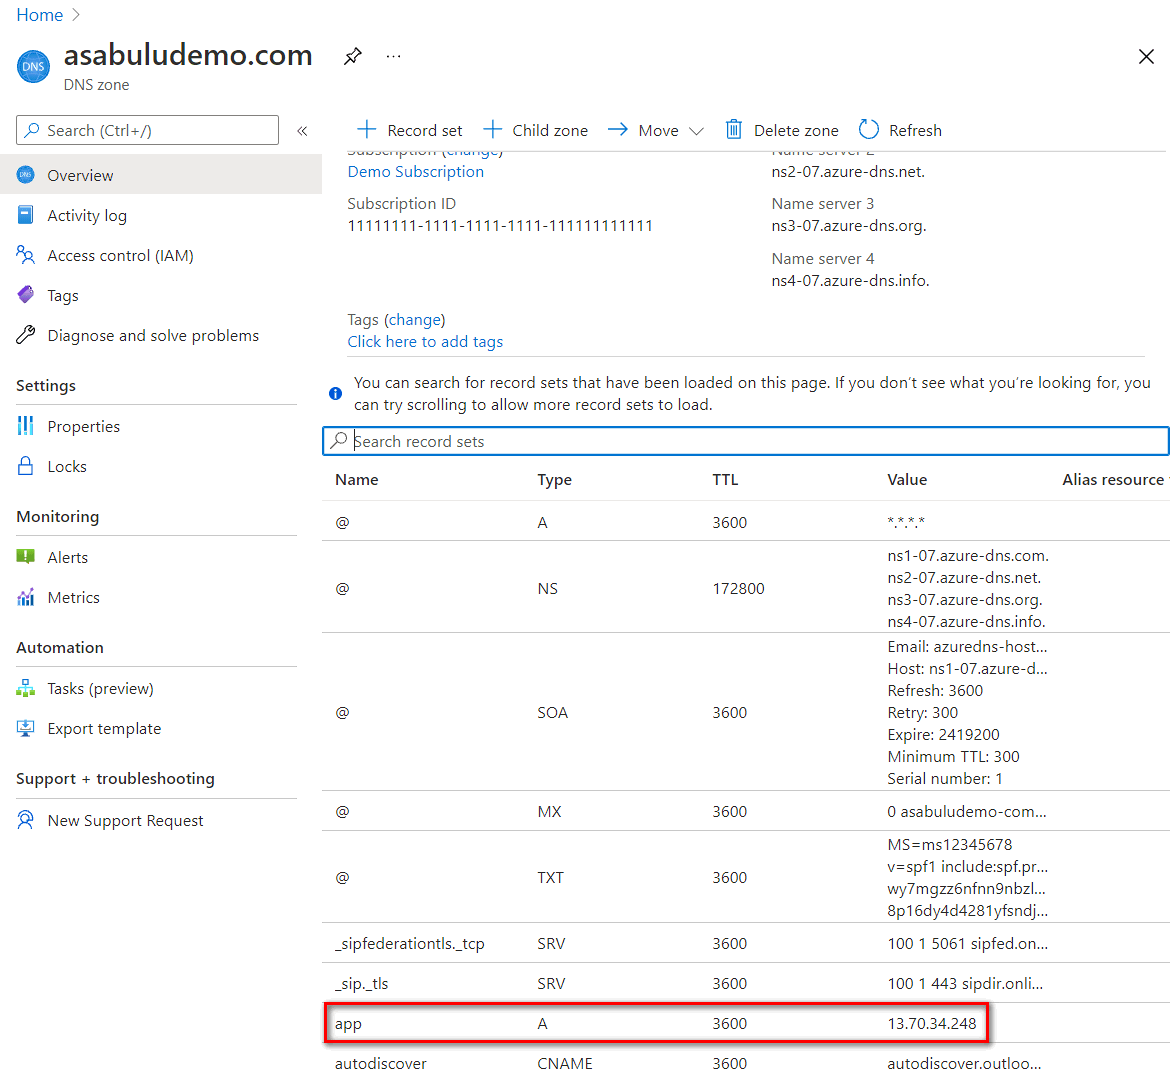 Home
asabuludemo.com
DNS
DNS zone
Search (Ctrl+/)
Record set
Child zone
Move
Delete zone
Refresh
Overview
Activity log
Access control (IAM)
Tags
Diagnose and solve problems
Settings
Properties
Locks
Monitoring
Alerts
Metrics
Automation
Tasks (preview)
Export template
Support + troubleshooting
New Support Request
Subscription (change)
Demo Subscription
Subscription ID
11111111-1111-1111-1111-111111111111
Name server 2
ns2-07.azure-dns.net.
Name server 3
ns3-07.azure-dns.org.
Name server 4
ns4-07.azure-dns.info.
Tags (change)
Click here to add tags
You can search for record sets that have been loaded on this page. If you don't see what you're looking for, you
can try scrolling to allow more record sets to load.
Search record sets
Name Type TTL Value Alias resource
@ A 3600 *.*.*.*
@ NS 172800 ns1-07.azure-dns.com.
ns2-07.azure-dns.net.
ns3-07.azure-dns.org.
ns4-07.azure-dns.info.
@ SOA 3600 Email: azuredns-host...
Host: ns1-07.azure-d...
Refresh: 3600
Retry: 300
Expire: 2419200
Minimum TTL: 300
Serial number: 1
@ MX 3600 0 asabuludemo-com...
@ TXT 3600 MS=ms12345678
v=spf1 include:spf.pr...
wy7mgzz6nfnn9nbzl...
8p16dy4d4281yfsndj...
_sipfederationtls._tcp SRV 3600 100 1 5061 sipfed.on...
_sip._tls SRV 3600 100 1 443 sipdir.onli...
app A 3600 13.70.34.248
autodiscover CNAME 3600 autodiscover.outloo...